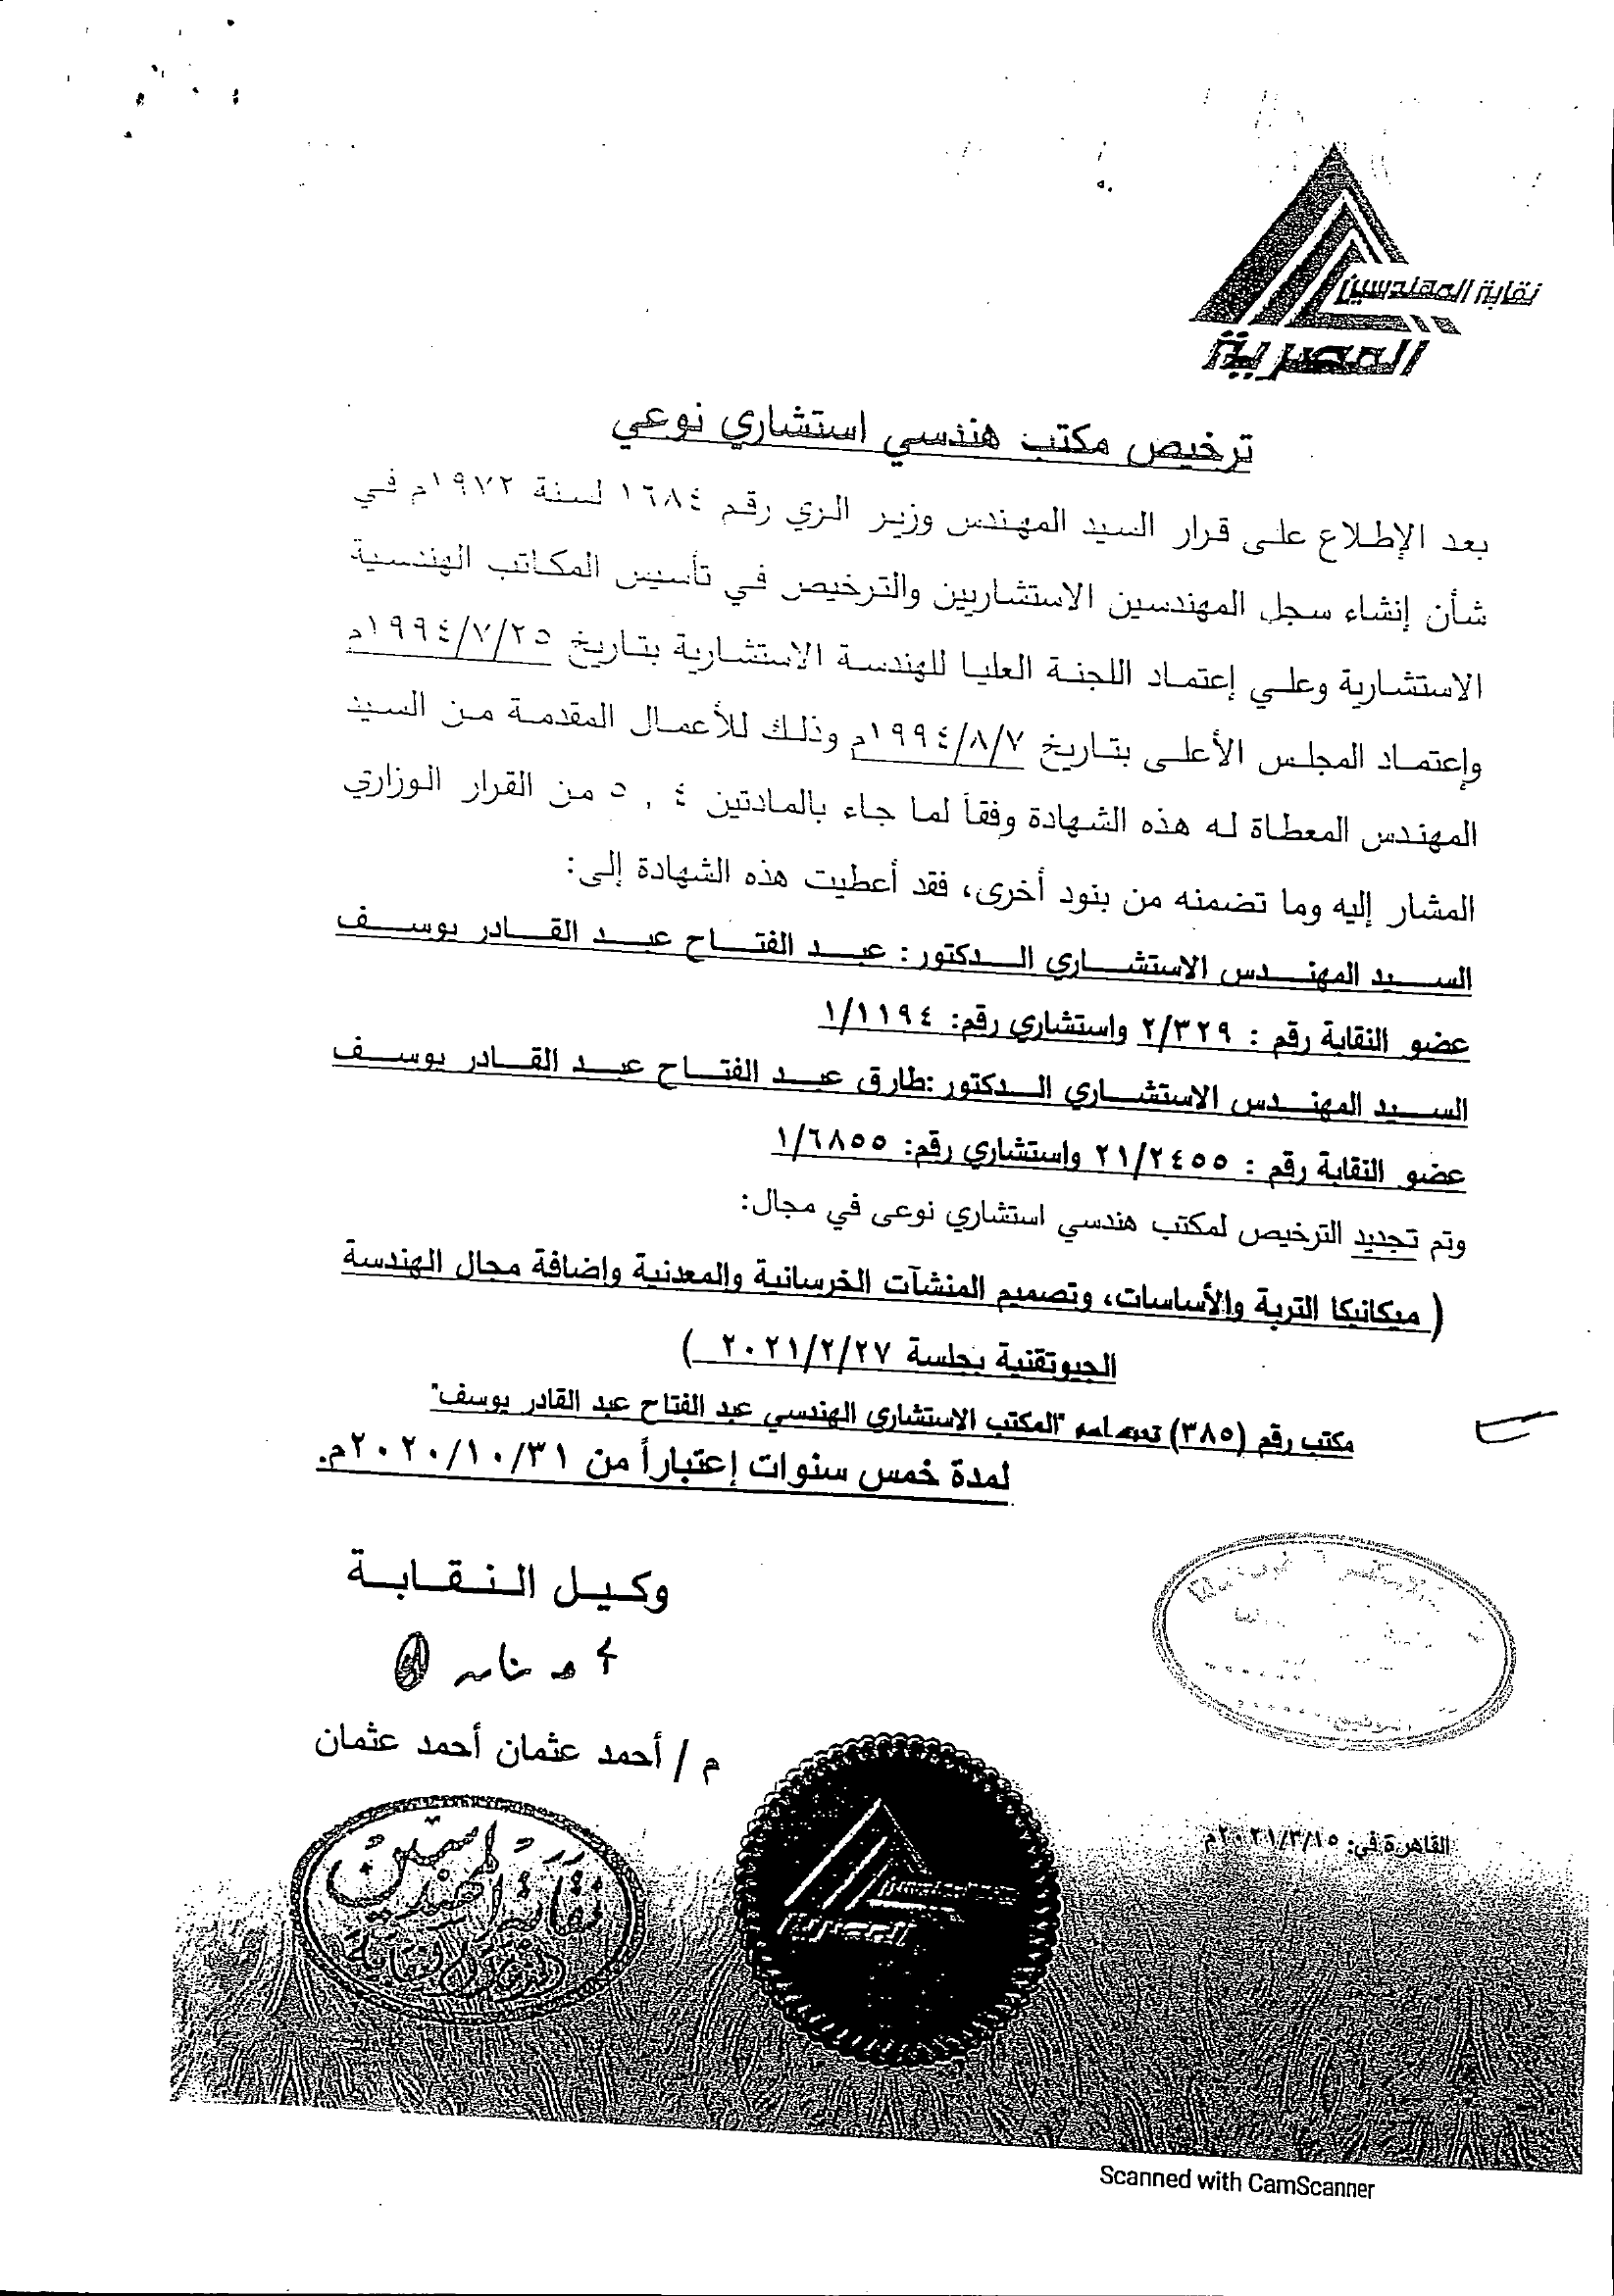 نقابة المهندسين
المصرية
ترخيص مكتب هندسي استشاري نوعي
بعد الإطلاع على قرار السيد المهندس وزير الري رقم ١٦٨٤ لسنة ١٩٧٢م في
شأن إنشاء سجل المهندسين الاستشاريين والترخيص في تأسيس المكاتب الهندسية
الاستشارية وعلي إعتماد اللجنة العليا للهندسة الاستشارية بتاريخ ١٩٩٤/٧/٢٥م
وإعتماد المجلس الأعلى بتاريخ ١٩٩٤/٨/٧م وذلك للأعمال المقدمة من السيد
المهندس المعطاة له هذه الشهادة وفقاً لما جاء بالمادتين ٤ , ٥ من القرار الوزاري
المشار إليه وما تضمنه من بنود أخرى، فقد أعطيت هذه الشهادة إلى:
السيد المهندس الاستشاري الدكتور: عبد الفتاح عبد القادر يوسف
عضو النقابة رقم : ٢/٣٢٩ واستشاري رقم: ١/١١٩٤
السيد المهندس الاستشاري الدكتور :طارق عبد الفتاح عبد القادر يوسف
عضو النقابة رقم : ٢١/٢٤٥٥ واستشاري رقم: ١/٦٨٥٥
وتم تجديد الترخيص لمكتب هندسي استشاري نوعى في مجال:
( ميكانيكا التربة والأساسات، وتصميم المنشآت الخرسانية والمعدنية وإضافة مجال الهندسة
الجيوتقنية بجلسة ٢٠٢١/٢/٢٧ )
مكتب رقم (٣٨٥) تحت اسم "المكتب الاستشاري الهندسي عبد الفتاح عبد القادر يوسف"
لمدة خمس سنوات إعتباراً من ٢٠٢٠/١٠/٣١م.
وكيل النقابة
م / أحمد عثمان أحمد عثمان
القاهرة في: ٢٠٢١/٣/١٥م
نقابة المهندسين
المصرية
Scanned with CamScanner